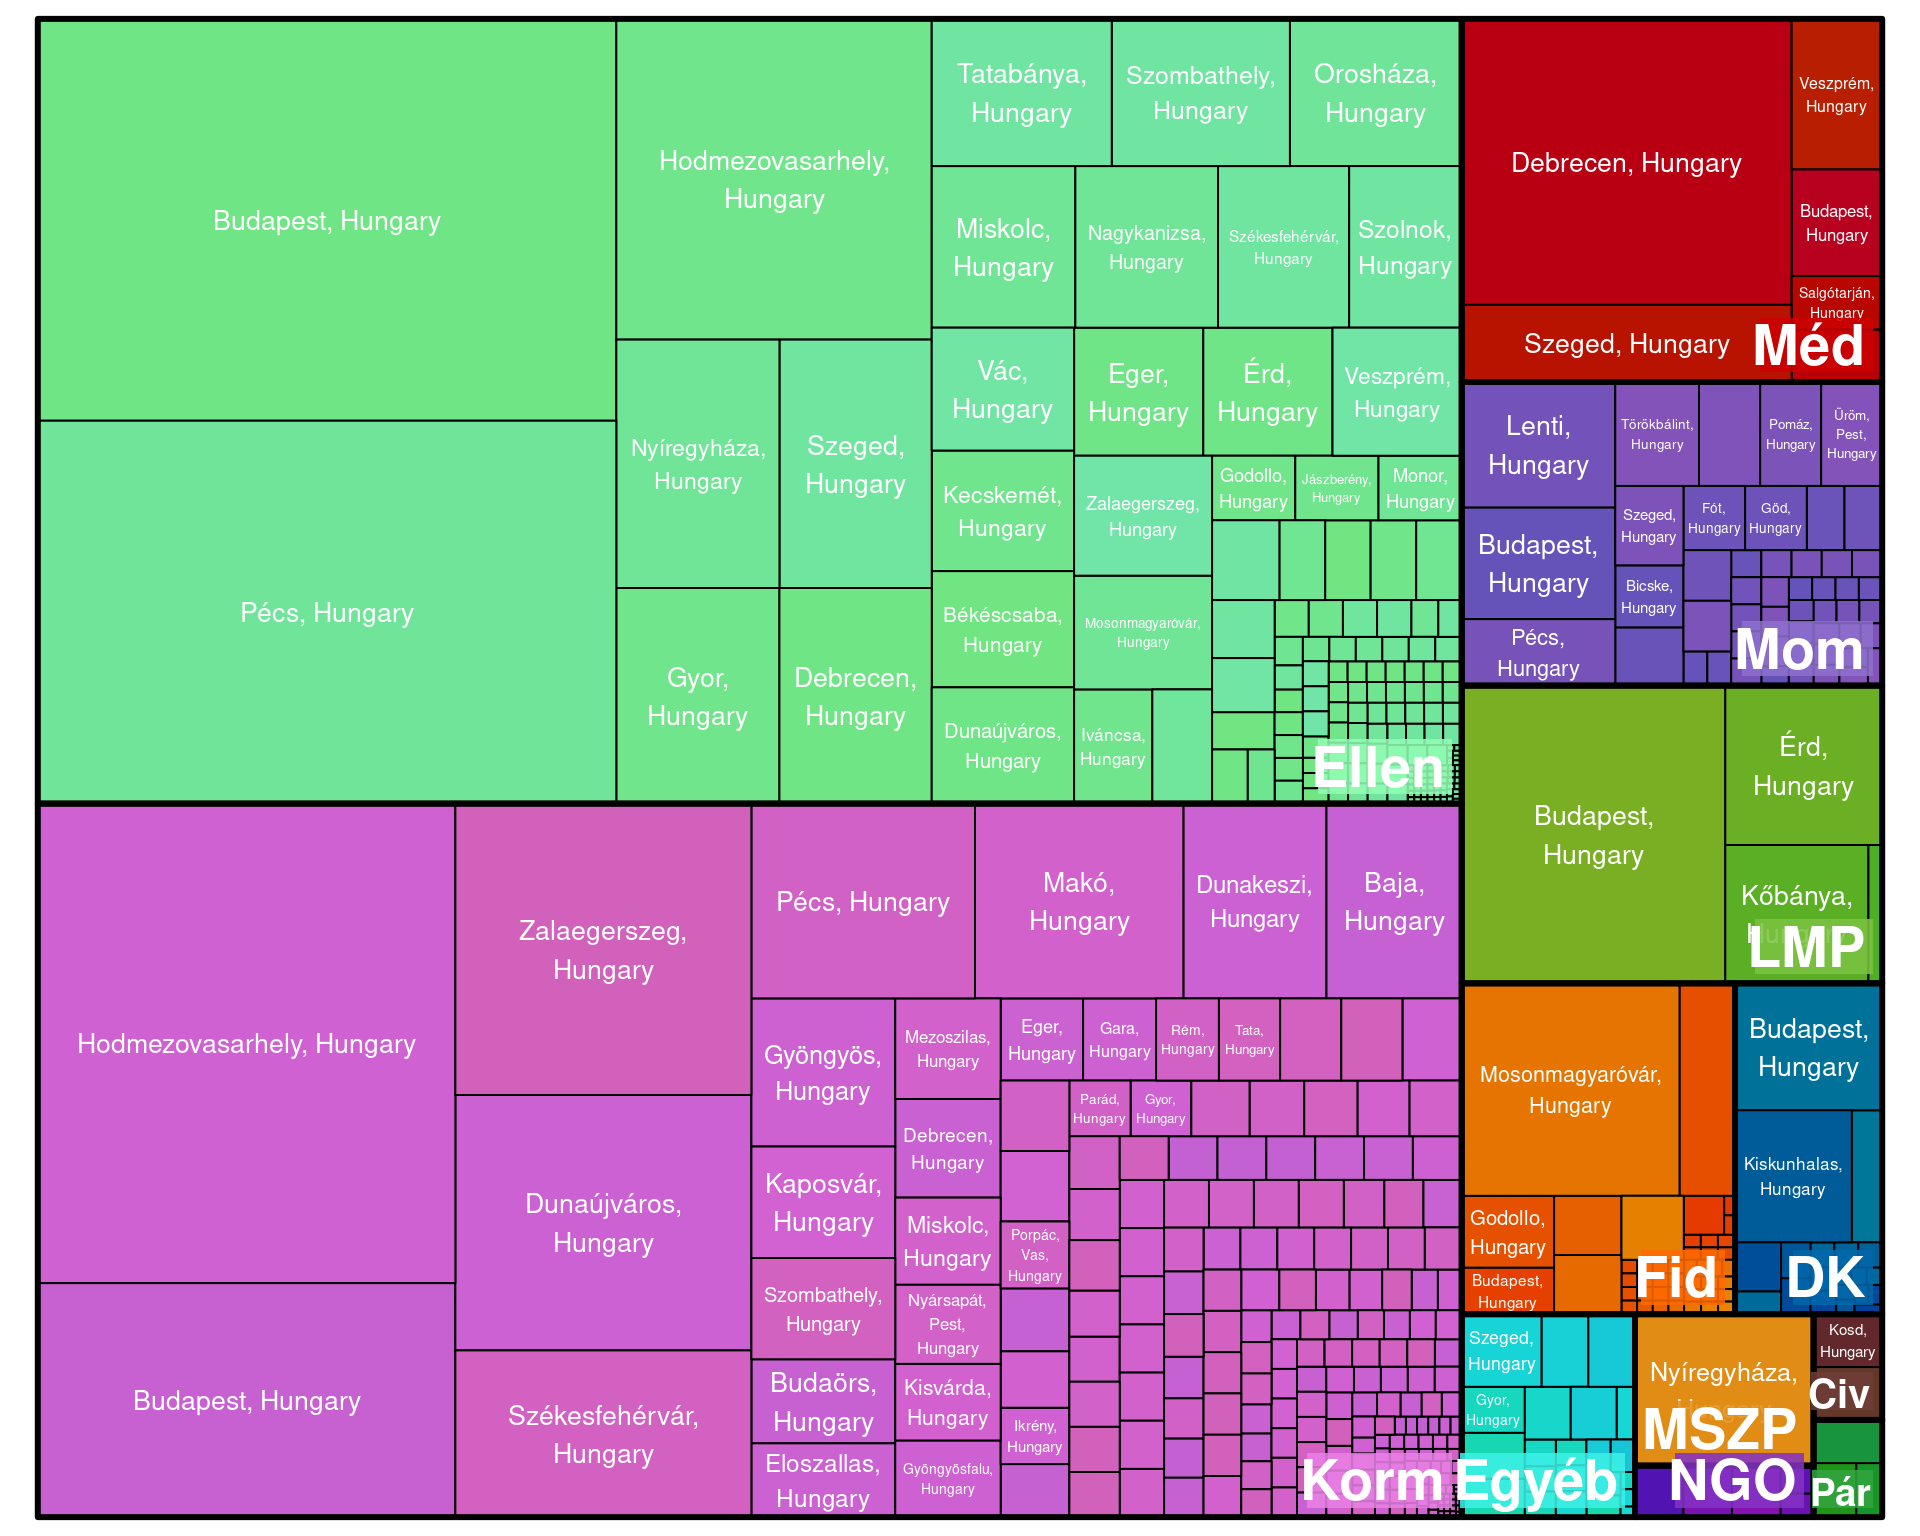 Budapest, Hungary
Pécs, Hungary
Hodmezovasarhely,
Hungary
Nyíregyháza,
Hungary
Szeged,
Hungary
Gyor,
Hungary
Debrecen,
Hungary
Tatabánya,
Hungary
Szombathely,
Hungary
Orosháza,
Hungary
Miskolc,
Hungary
Nagykanizsa,
Hungary
Székesfehérvár,
Hungary
Szolnok,
Hungary
Vác,
Hungary
Eger,
Hungary
Érd,
Hungary
Veszprém,
Hungary
Kecskemét,
Hungary
Zalaegerszeg,
Hungary
Godollo,
Hungary
Jászberény,
Hungary
Monor,
Hungary
Békéscsaba,
Hungary
Mosonmagyaróvár,
Hungary
Dunaújváros,
Hungary
Iváncsa,
Hungary
Ellen
Hodmezovasarhely, Hungary
Budapest, Hungary
Zalaegerszeg,
Hungary
Dunaújváros,
Hungary
Székesfehérvár,
Hungary
Pécs, Hungary
Makó,
Hungary
Dunakeszi,
Hungary
Baja,
Hungary
Gyöngyös,
Hungary
Kaposvár,
Hungary
Szombathely,
Hungary
Budaörs,
Hungary
Eloszallas,
Hungary
Mezoszilas,
Hungary
Debrecen,
Hungary
Miskolc,
Hungary
Nyársapát,
Pest,
Hungary
Kisvárda,
Hungary
Gyöngyösfalu,
Hungary
Eger,
Hungary
Gara,
Hungary
Rém,
Hungary
Tata,
Hungary
Parád,
Hungary
Gyor,
Hungary
Porpác,
Vas,
Hungary
Ikrény,
Hungary
Korm
Debrecen, Hungary
Szeged, Hungary
Veszprém,
Hungary
Budapest,
Hungary
Salgótarján,
Hungary
Méd
Lenti,
Hungary
Budapest,
Hungary
Pécs,
Hungary
Törökbálint,
Hungary
Pomáz,
Hungary
Üröm,
Pest,
Hungary
Szeged,
Hungary
Fót,
Hungary
Göd,
Hungary
Bicske,
Hungary
Mom
Budapest,
Hungary
Érd,
Hungary
Kőbánya,
Hungary
LMP
Mosonmagyaróvár,
Hungary
Godollo,
Hungary
Budapest,
Hungary
Fid
Budapest,
Hungary
Kiskunhalas,
Hungary
DK
Szeged,
Hungary
Gyor,
Hungary
Egyéb
Nyíregyháza,
Hungary
MSZP
NGO
Kosd,
Hungary
Civ
Pár